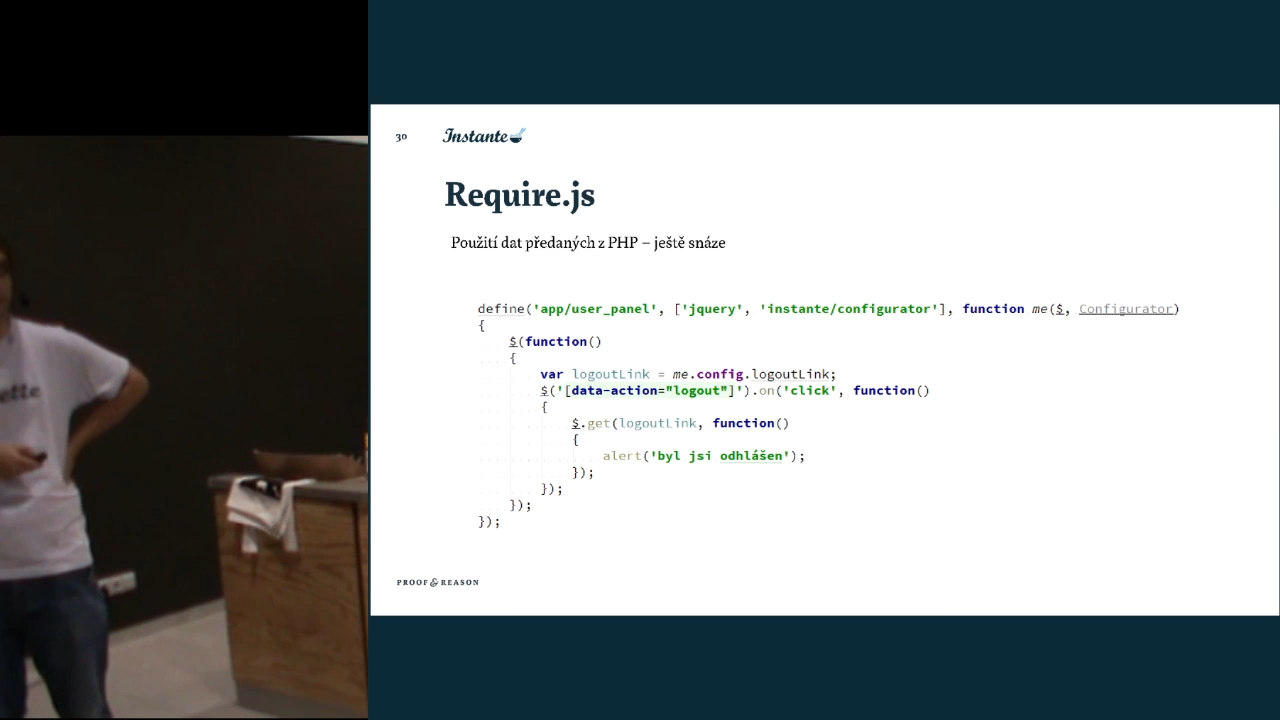 30
Instante
Require.js
Použití dat předaných z PHP – ještě snáze
define('app/user_panel', ['jquery', 'instante/configurator'], function me($, Configurator)
{
$(function()
{
var logoutLink = me.config.logoutLink;
$('[data-action="logout"]').on('click', function()
{
$.get(logoutLink, function()
{
alert('byl jsi odhlášen');
});
});
});
});
PROOF & REASON
ette